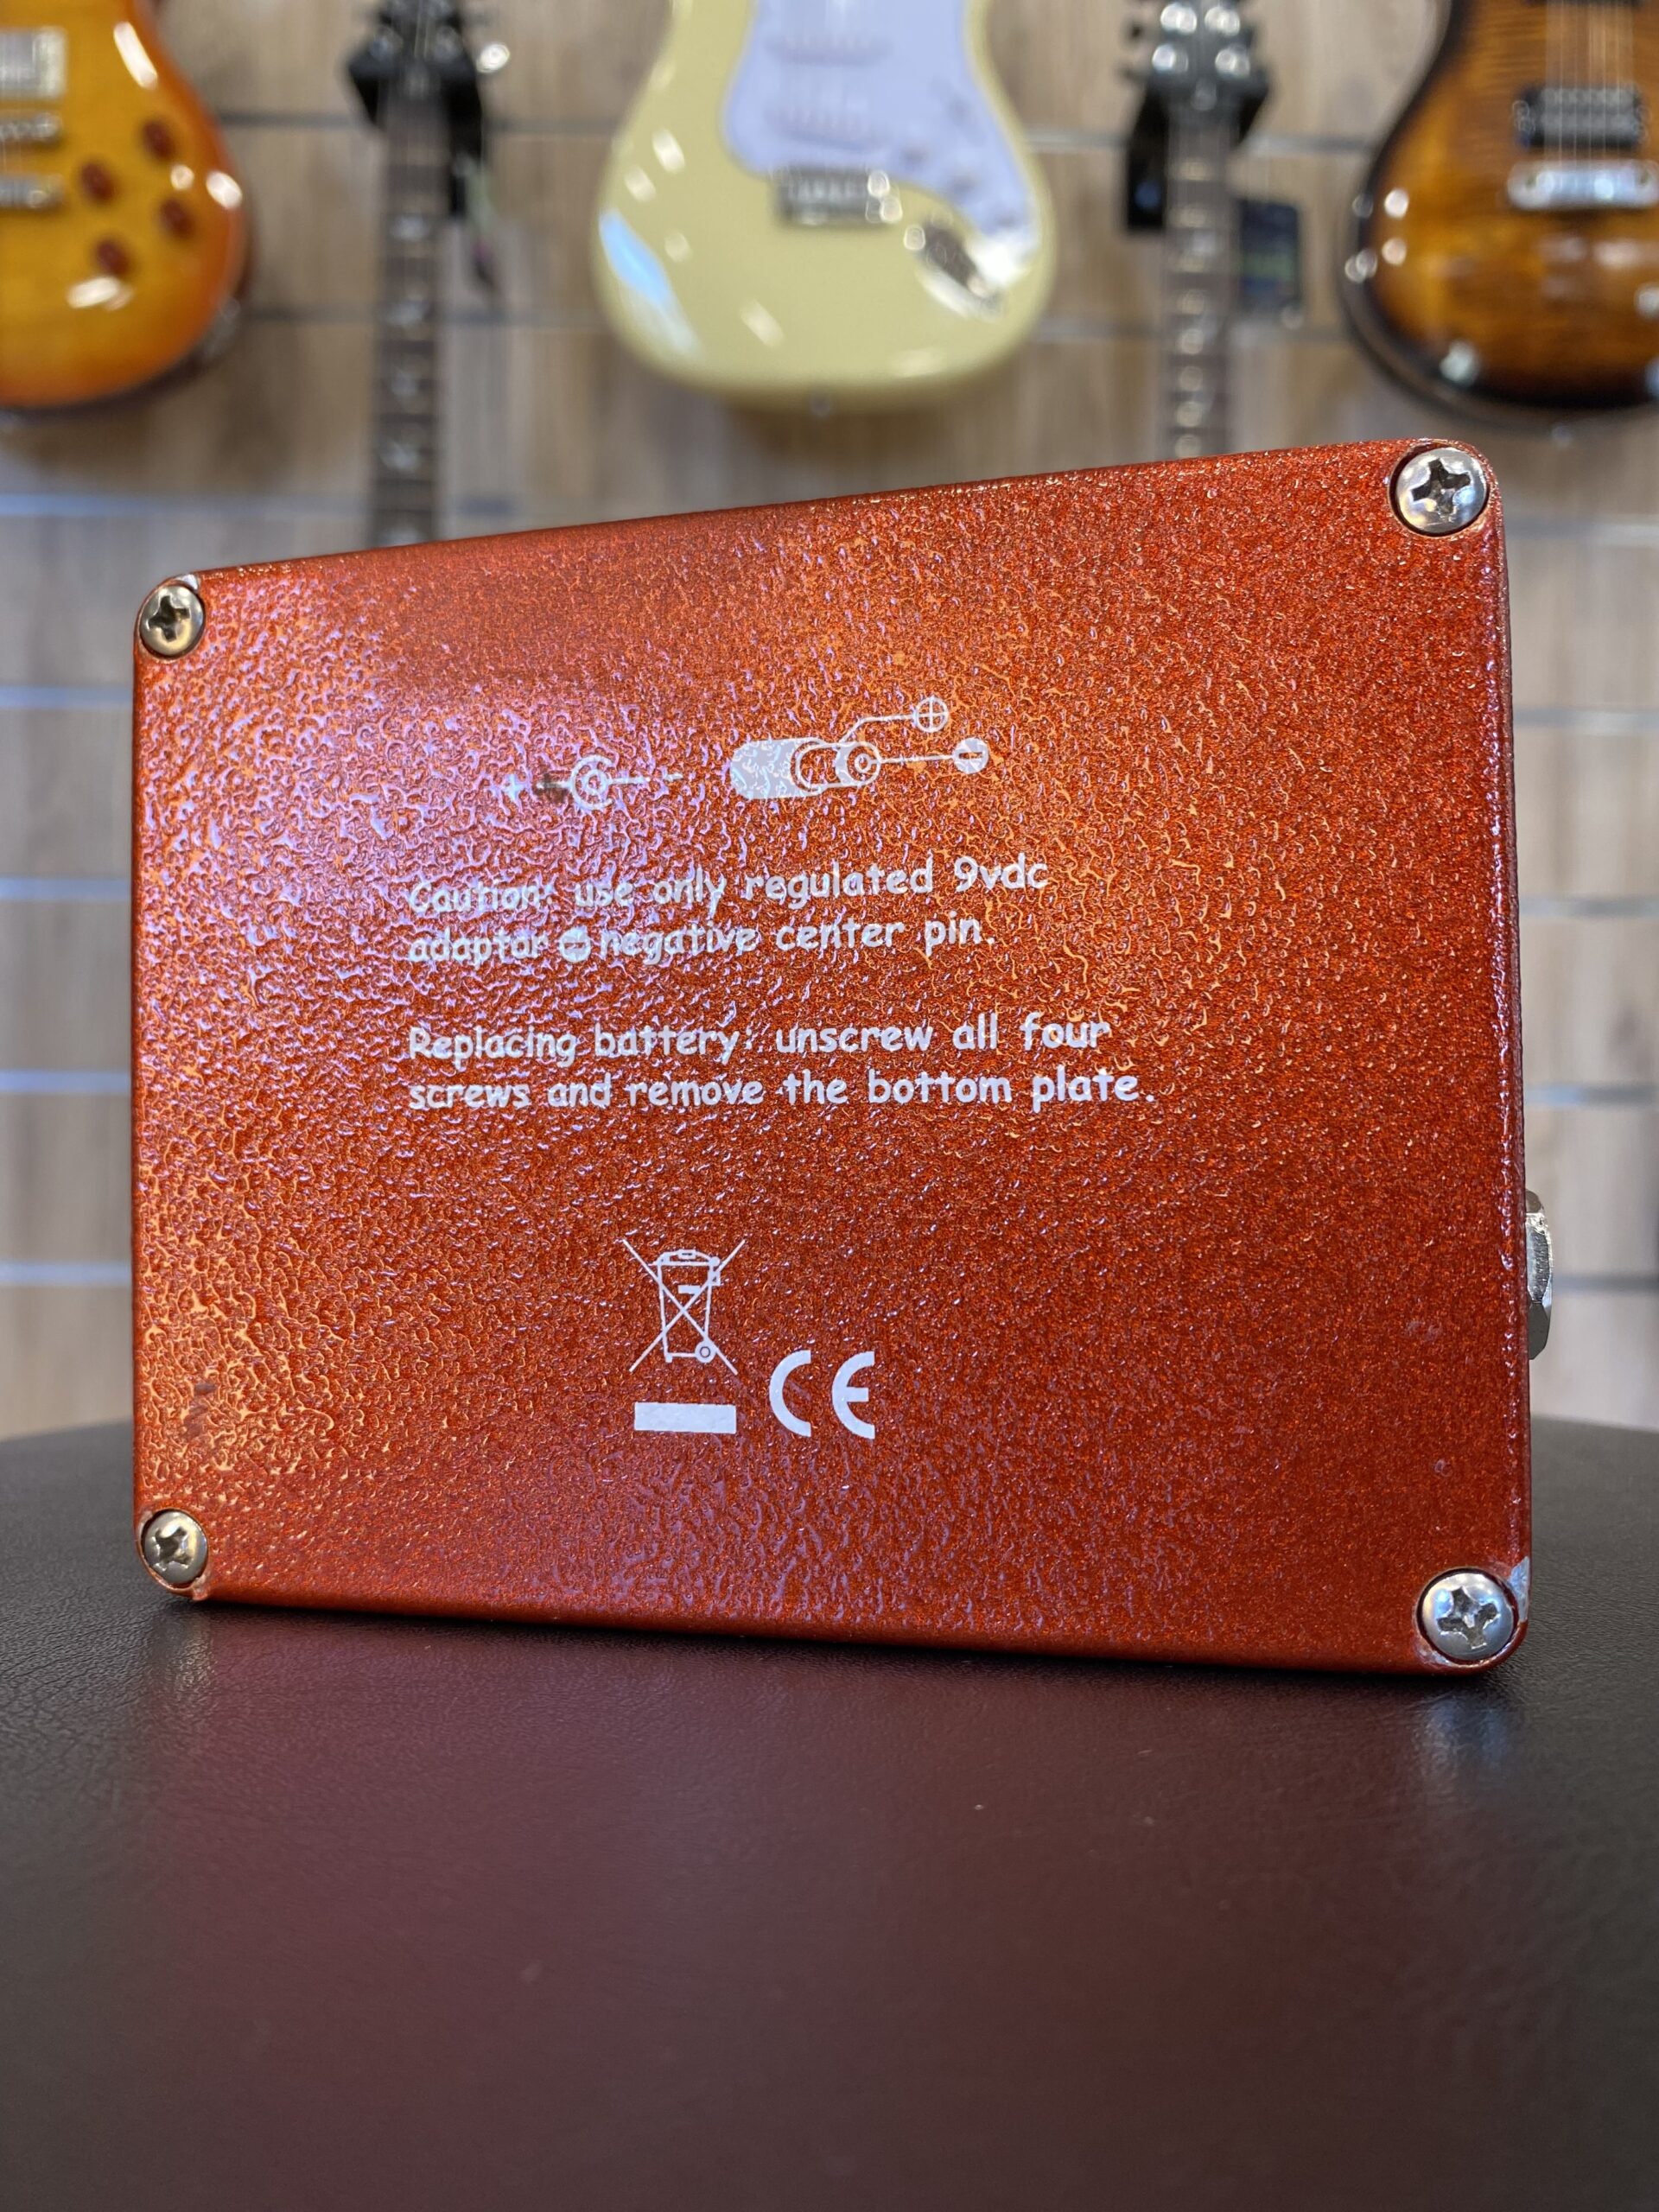 Caution: use only regulated 9vdc
adaptor negative center pin.
Replacing battery: unscrew all four
screws and remove the bottom plate.
CE